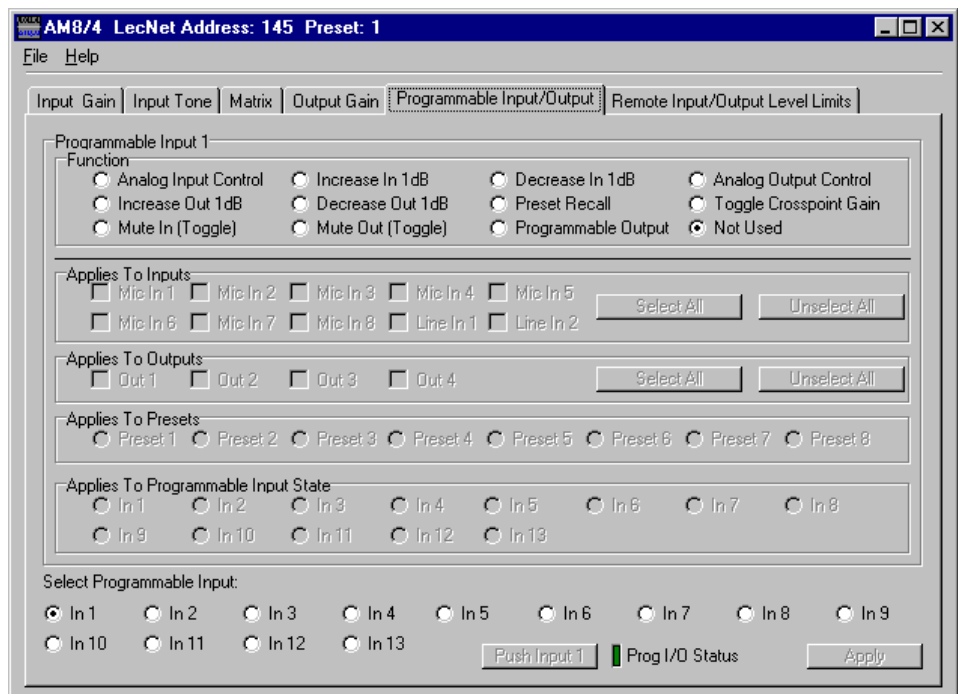 AM8/4 LecNet Address: 145 Preset: 1
File Help
Input Gain Input Tone Matrix Output Gain Programmable Input/Output Remote Input/Output Level Limits
Programmable Input 1
Function
Analog Input Control Increase In 1dB Decrease In 1dB Analog Output Control
Increase Out 1dB Decrease Out 1dB Preset Recall Toggle Crosspoint Gain
Mute In (Toggle) Mute Out (Toggle) Programmable Output Not Used
Applies To Inputs
Mic In 1 Mic In 2 Mic In 3 Mic In 4 Mic In 5 Select All Unselect All
Mic In 6 Mic In 7 Mic In 8 Line In 1 Line In 2
Applies To Outputs
Out 1 Out 2 Out 3 Out 4 Select All Unselect All
Applies To Presets
Preset 1 Preset 2 Preset 3 Preset 4 Preset 5 Preset 6 Preset 7 Preset 8
Applies To Programmable Input State
In 1 In 2 In 3 In 4 In 5 In 6 In 7 In 8
In 9 In 10 In 11 In 12 In 13
Select Programmable Input:
In 1 In 2 In 3 In 4 In 5 In 6 In 7 In 8 In 9
In 10 In 11 In 12 In 13
Push Input 1 Prog I/O Status Apply